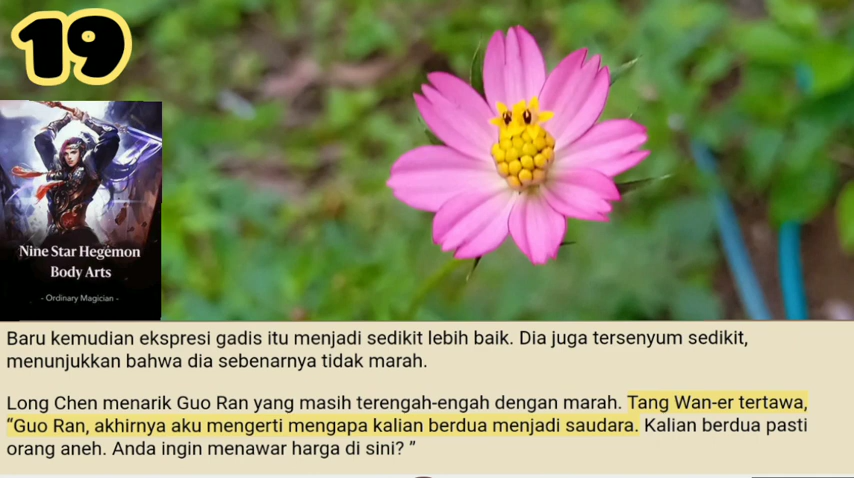 19
Nine Star Hegemon
Body Arts
- Ordinary Magician -
Baru kemudian ekspresi gadis itu menjadi sedikit lebih baik. Dia juga tersenyum sedikit,
menunjukkan bahwa dia sebenarnya tidak marah.
Long Chen menarik Guo Ran yang masih terengah-engah dengan marah. Tang Wan-er tertawa,
“Guo Ran, akhirnya aku mengerti mengapa kalian berdua menjadi saudara. Kalian berdua pasti
orang aneh. Anda ingin menawar harga di sini? ”